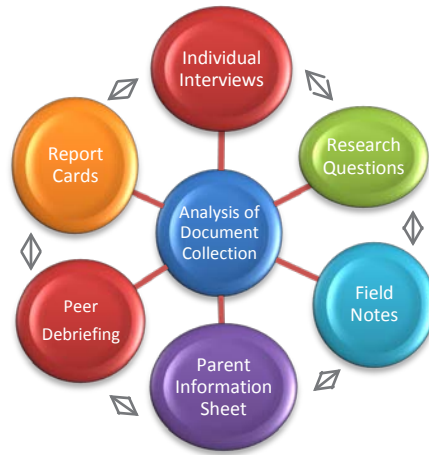 Individual
Interviews
Research
Questions
Report
Cards
Analysis of
Document
Collection
Field
Notes
Peer
Debriefing
Parent
Information
Sheet